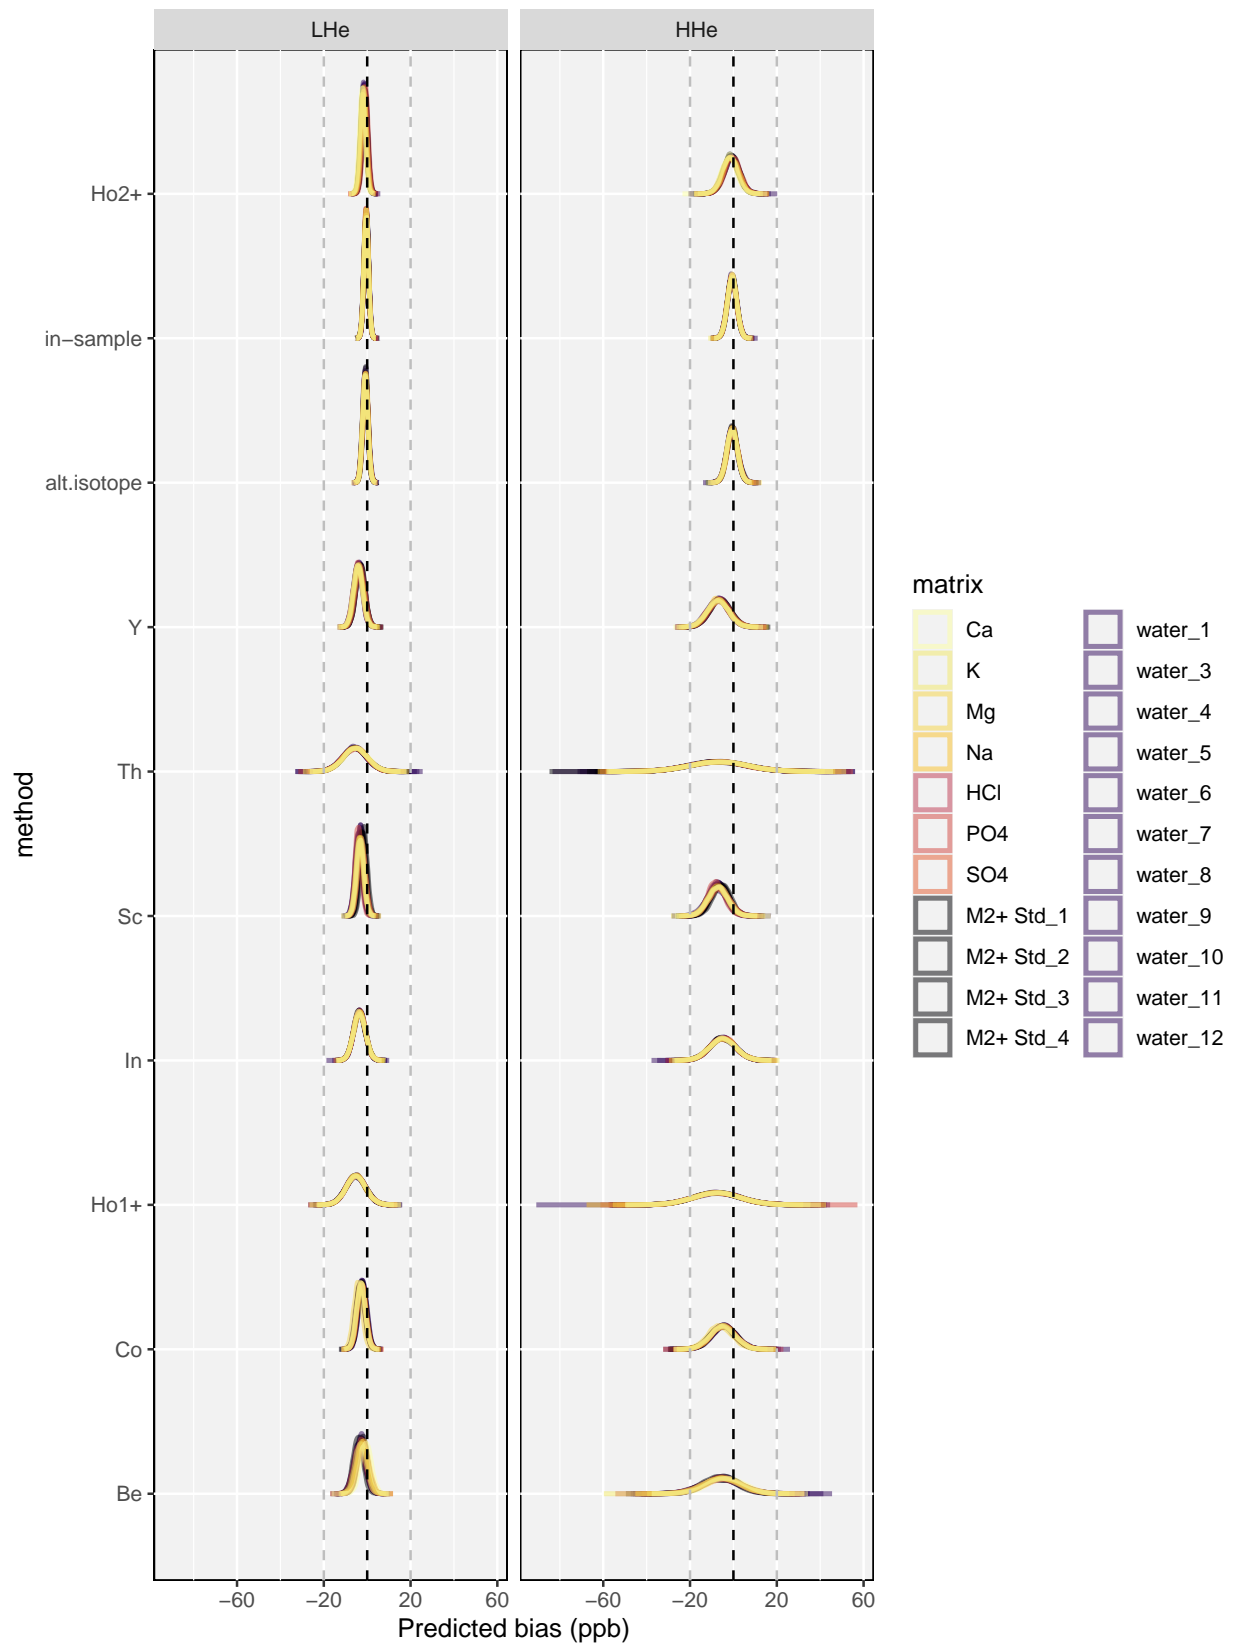 LHe
HHe
method
Ho2+
in−sample
alt.isotope
Y
Th
Sc
In
Ho1+
Co
Be
−60
−20
20
60
−60
−20
20
60
Predicted bias (ppb)
matrix
Ca
K
Mg
Na
HCl
PO4
SO4
M2+ Std_1
M2+ Std_2
M2+ Std_3
M2+ Std_4
water_1
water_3
water_4
water_5
water_6
water_7
water_8
water_9
water_10
water_11
water_12